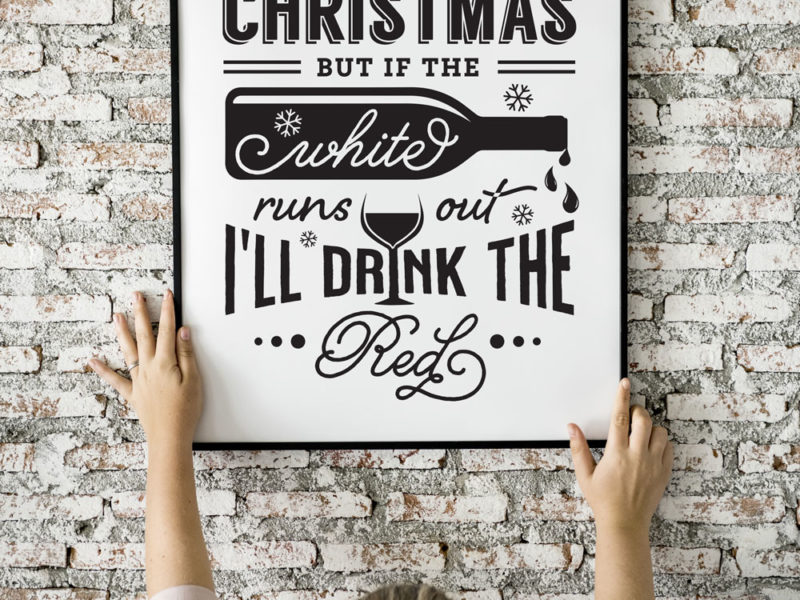 CHRISTMAS
BUT IF THE
white
runs out
I'LL DRINK THE
Red